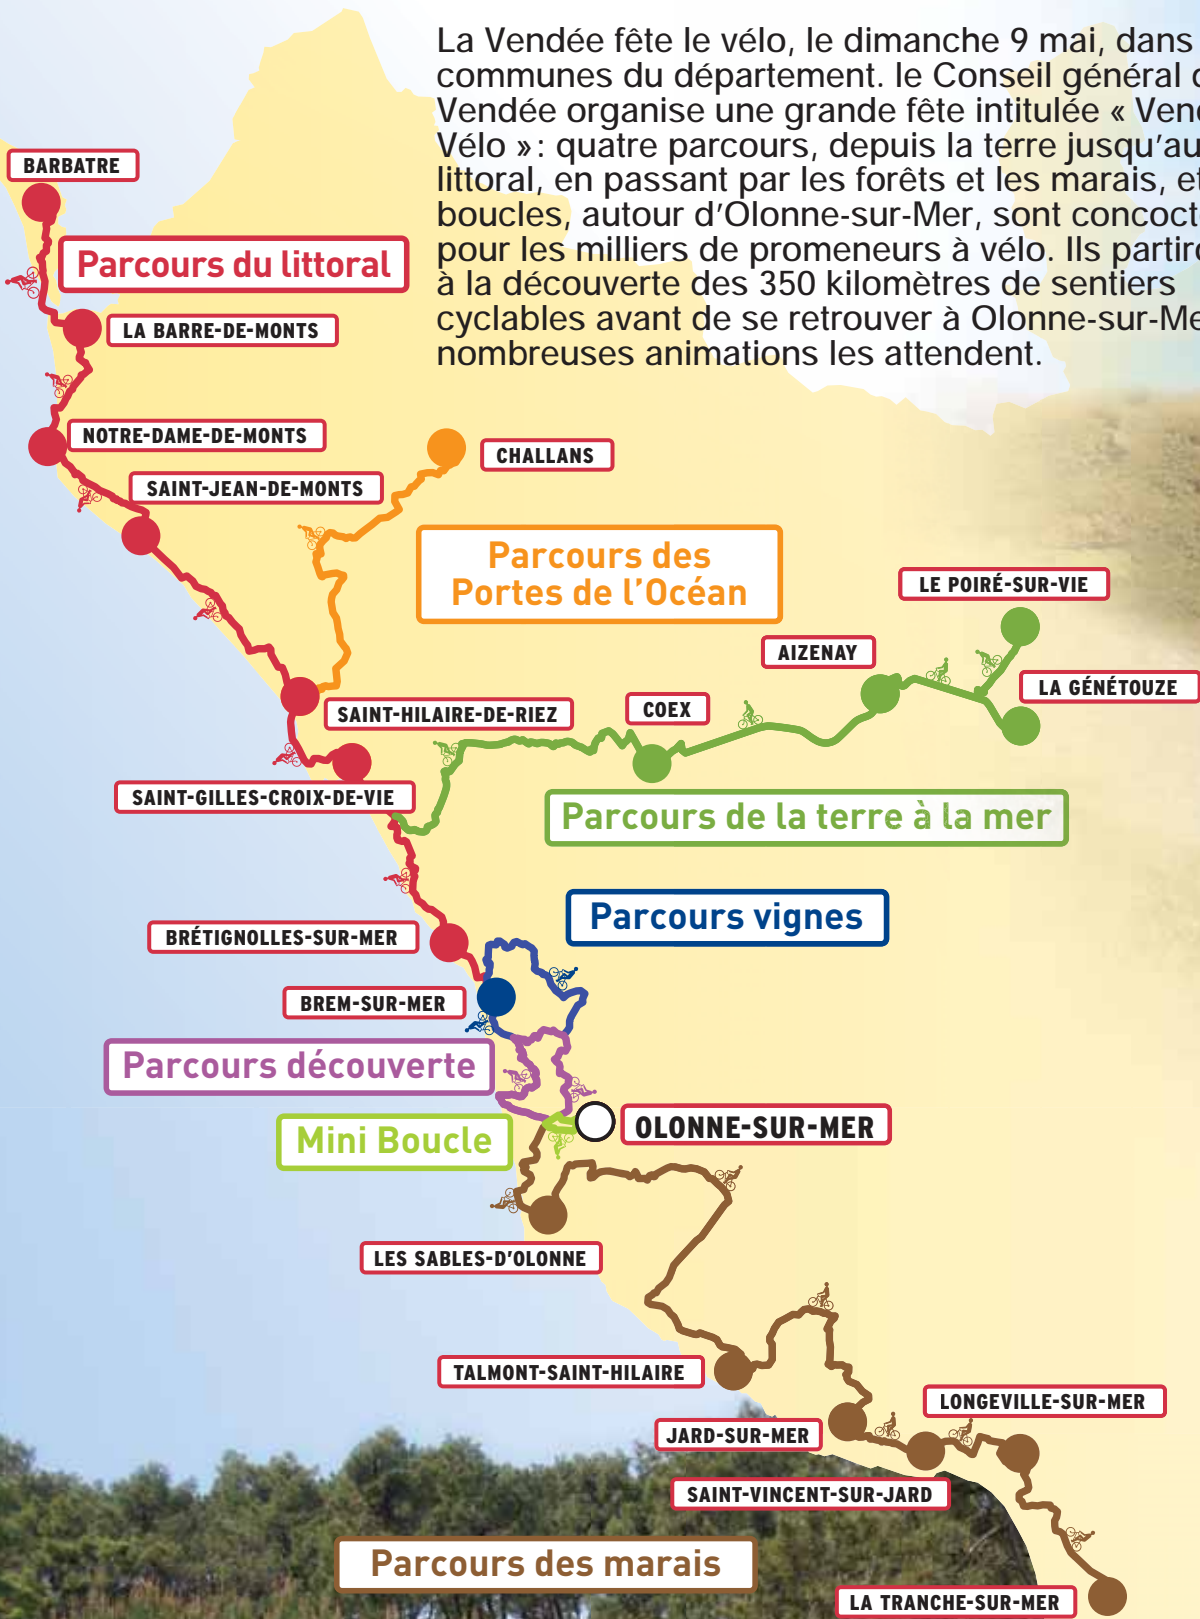 La Vendée fête le vélo, le dimanche 9 mai, dans
communes du département. le Conseil général
Vendée organise une grande fête intitulée «
Vélo » : quatre parcours, depuis la terre jusqu'au
littoral, en passant par les forêts et les marais, et
boucles, autour d'Olonne-sur-Mer, sont
pour les milliers de promeneurs à vélo. Ils
à la découverte des 350 kilomètres de sentiers
cyclables avant de se retrouver à
nombreuses animations les attendent.
BARBATRE
Parcours du littoral
LA BARRE-DE-MONTS
NOTRE-DAME-DE-MONTS
CHALLANS
SAINT-JEAN-DE-MONTS
Parcours des
Portes de l'Océan
LE POIRÉ-SUR-VIE
AIZENAY
LA GÉNÉTOUZE
SAINT-HILAIRE-DE-RIEZ
COEX
SAINT-GILLES-CROIX-DE-VIE
Parcours de la terre à la mer
Parcours vignes
BRÉTIGNOLLES-SUR-MER
BREM-SUR-MER
Parcours découverte
OLONNE-SUR-MER
Mini Boucle
LES SABLES-D'OLONNE
TALMONT-SAINT-HILAIRE
LONGEVILLE-SUR-MER
JARD-SUR-MER
SAINT-VINCENT-SUR-JARD
Parcours des marais
LA TRANCHE-SUR-MER